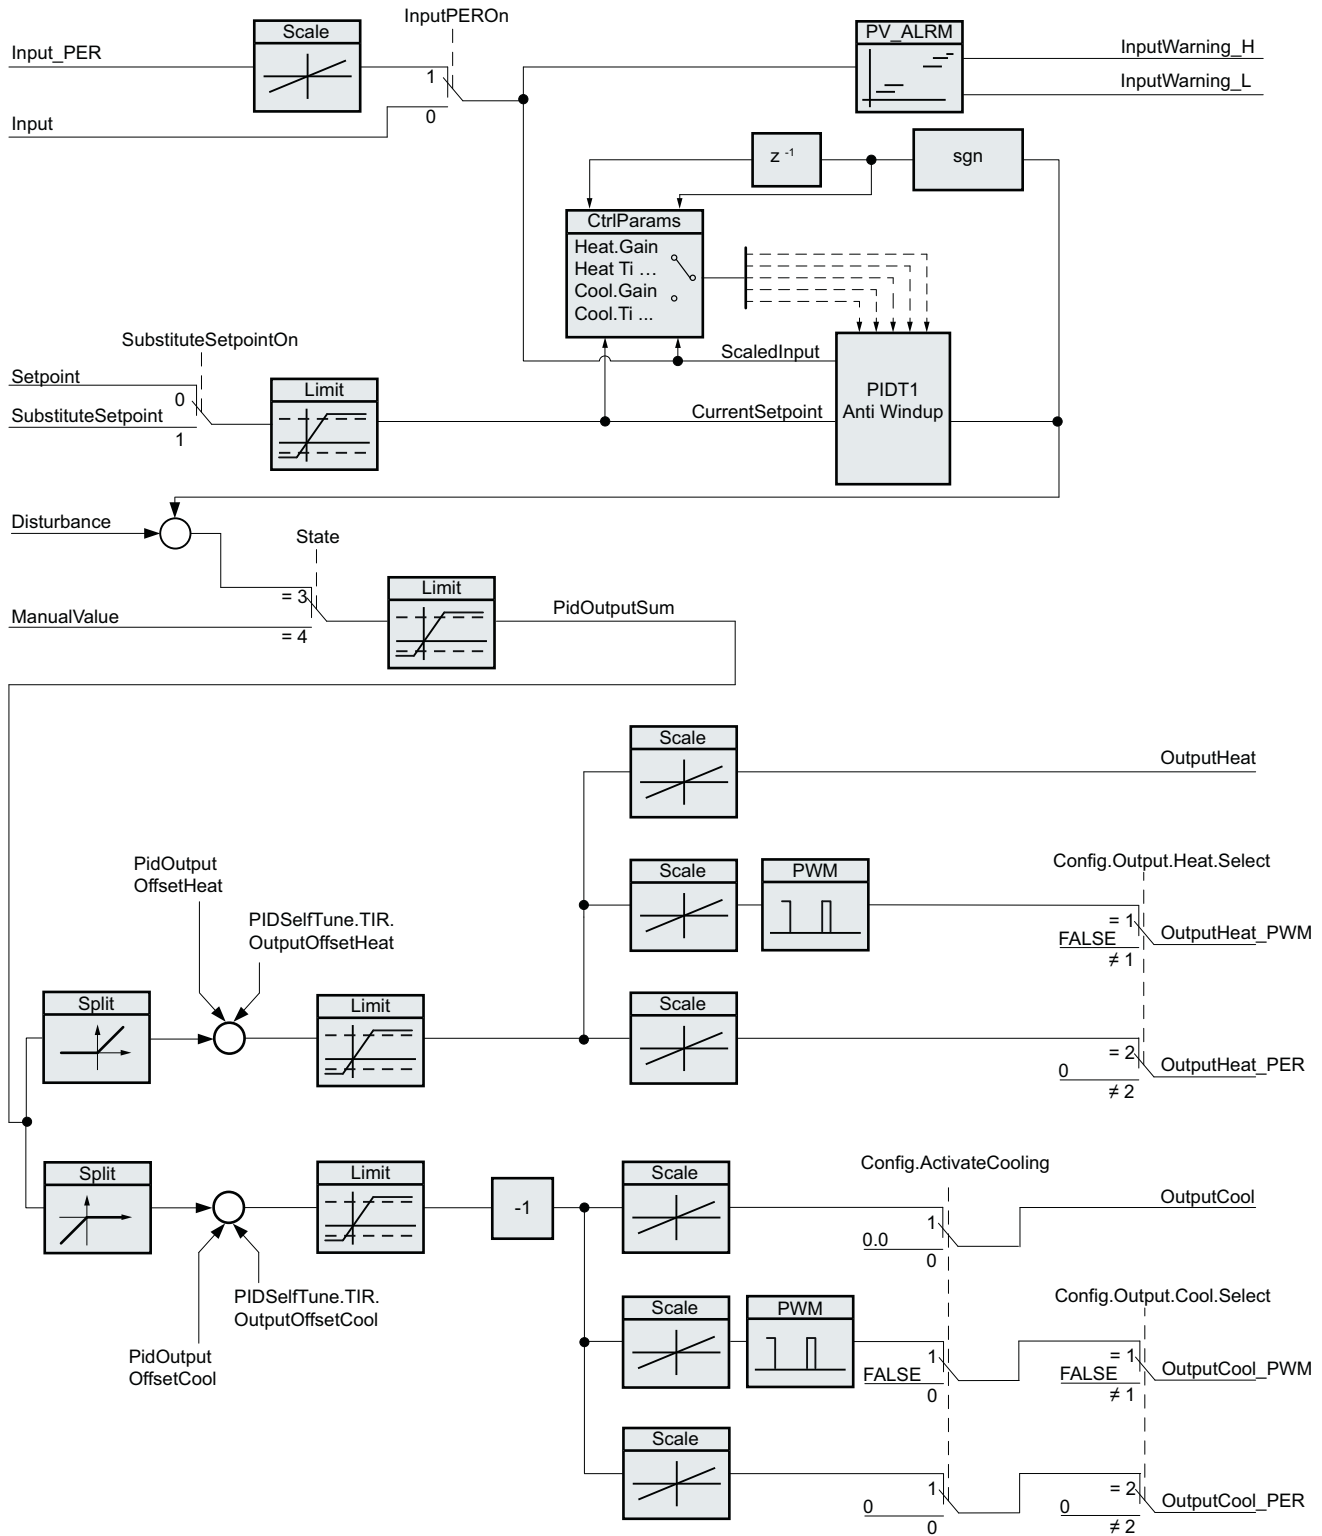 InputPEROn
Scale
PV_ALRM
Input_PER
InputWarning_H
1
InputWarning_L
Input
0
z -1
sgn
CtrlParams
Heat.Gain
Heat Ti ...
Cool.Gain
Cool.Ti ...
SubstituteSetpointOn
ScaledInput
Setpoint
0
Limit
PIDT1
Anti Windup
SubstituteSetpoint
CurrentSetpoint
1
Disturbance
State
= 3
Limit
ManualValue
PidOutputSum
= 4
Scale
OutputHeat
PidOutput
OffsetHeat
Scale
PWM
Config.Output.Heat.Select
PIDSelfTune.TIR.
OutputOffsetHeat
= 1
FALSE
OutputHeat_PWM
≠ 1
Split
Limit
Scale
= 2
0
OutputHeat_PER
≠ 2
Split
Limit
Scale
Config.ActivateCooling
-1
OutputCool
1
0.0
0
PIDSelfTune.TIR.
OutputOffsetCool
Scale
PWM
Config.Output.Cool.Select
PidOutput
OffsetCool
1
= 1
FALSE
FALSE
OutputCool_PWM
0
≠ 1
Scale
1
= 2
0
0
OutputCool_PER
0
≠ 2